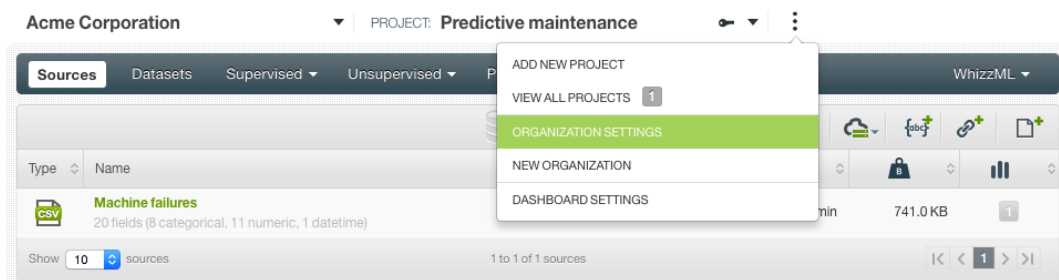 Acme Corporation PROJECT: Predictive maintenance
ADD NEW PROJECT
Sources Datasets Supervised Unsupervised WhizzML
VIEW ALL PROJECTS 1
{abc}
ORGANIZATION SETTINGS
Type Name B
NEW ORGANIZATION
CSV Machine failures
DASHBOARD SETTINGS
20 fields (8 categorical, 11 numeric, 1 datetime) min 741.0 KB 1
Show 10 sources 1 to 1 of 1 sources 1